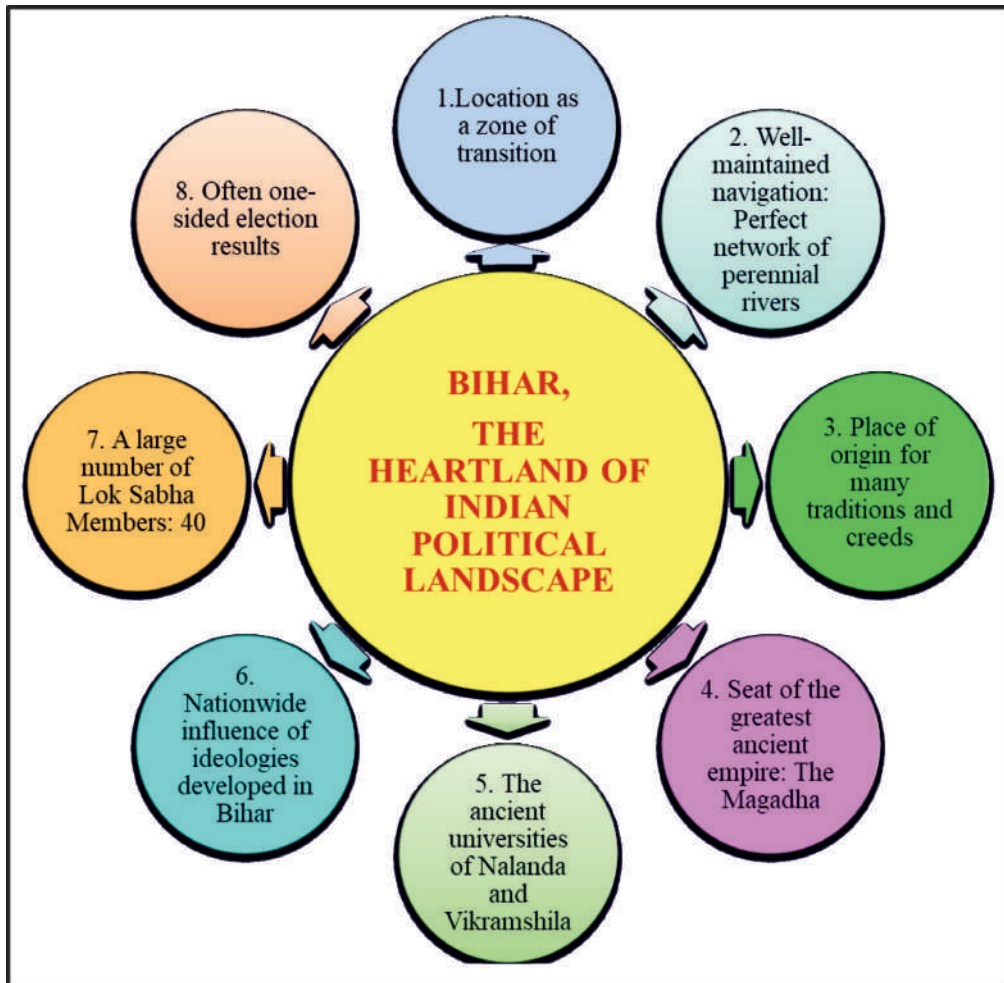 1.Location as
a zone of
transition
2. Well-
maintained
navigation:
Perfect
network of
perennial
rivers
3. Place of
origin for
many
traditions and
creeds
4. Seat of the
greatest
ancient
empire: The
Magadha
5. The
ancient
universities
of Nalanda
and
Vikramshila
6.
Nationwide
influence of
ideologies
developed in
Bihar
7. A large
number of
Lok Sabha
Members: 40
8. Often one-
sided election
results
BIHAR,
THE
HEARTLAND OF
INDIAN
POLITICAL
LANDSCAPE